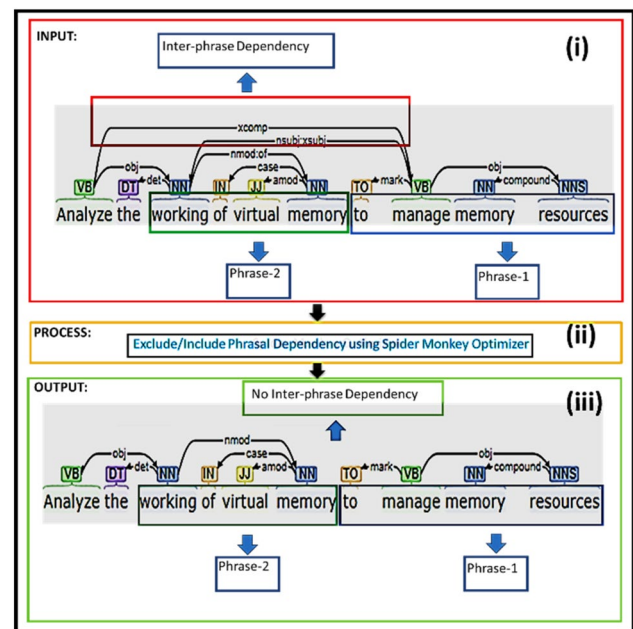 INPUT:
(i)
Inter-phrase Dependency
xcomp
nsubj:xsubj
nmod:of
obj case obj
det amod mark compound
VB DT NN IN JJ NN TO VB NN NNS
Analyze the working of virtual memory to manage memory resources
Phrase-2
Phrase-1
PROCESS:
(ii)
Exclude/Include Phrasal Dependency using Spider Monkey Optimizer
OUTPUT:
(iii)
No Inter-phrase Dependency
nmod
obj case obj
det amod mark compound
VB DT NN IN JJ NN TO VB NN NNS
Analyze the working of virtual memory to manage memory resources
Phrase-2
Phrase-1